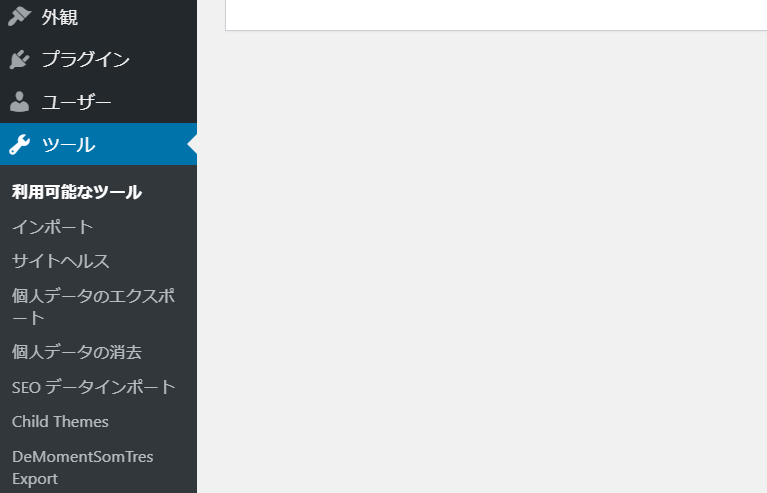 外観
プラグイン
ユーザー
ツール
利用可能なツール
インポート
サイトヘルス
個人データのエクスポ
ート
個人データの消去
SEO データインポート
Child Themes
DeMomentSomTres
Export